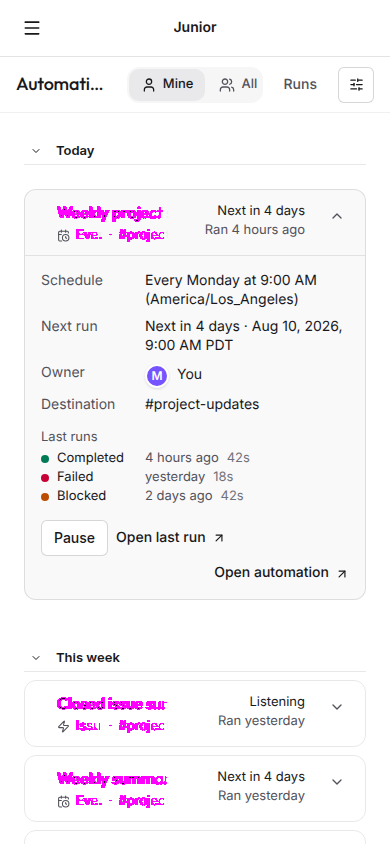 Junior
Automati...
Mine
All
Runs
Today
Weekly project
Next in 4 days
Eve.. · #projec
Ran 4 hours ago
Schedule
Every Monday at 9:00 AM
(America/Los_Angeles)
Next run
Next in 4 days · Aug 10, 2026,
9:00 AM PDT
Owner
M You
Destination
#project-updates
Last runs
Completed 4 hours ago 42s
Failed yesterday 18s
Blocked 2 days ago 42s
Pause
Open last run
Open automation
This week
Closed issue
Listening
#projec
Ran yesterday
Weekly summa
Next in 4 days
Eve.. · #projec
Ran yesterday